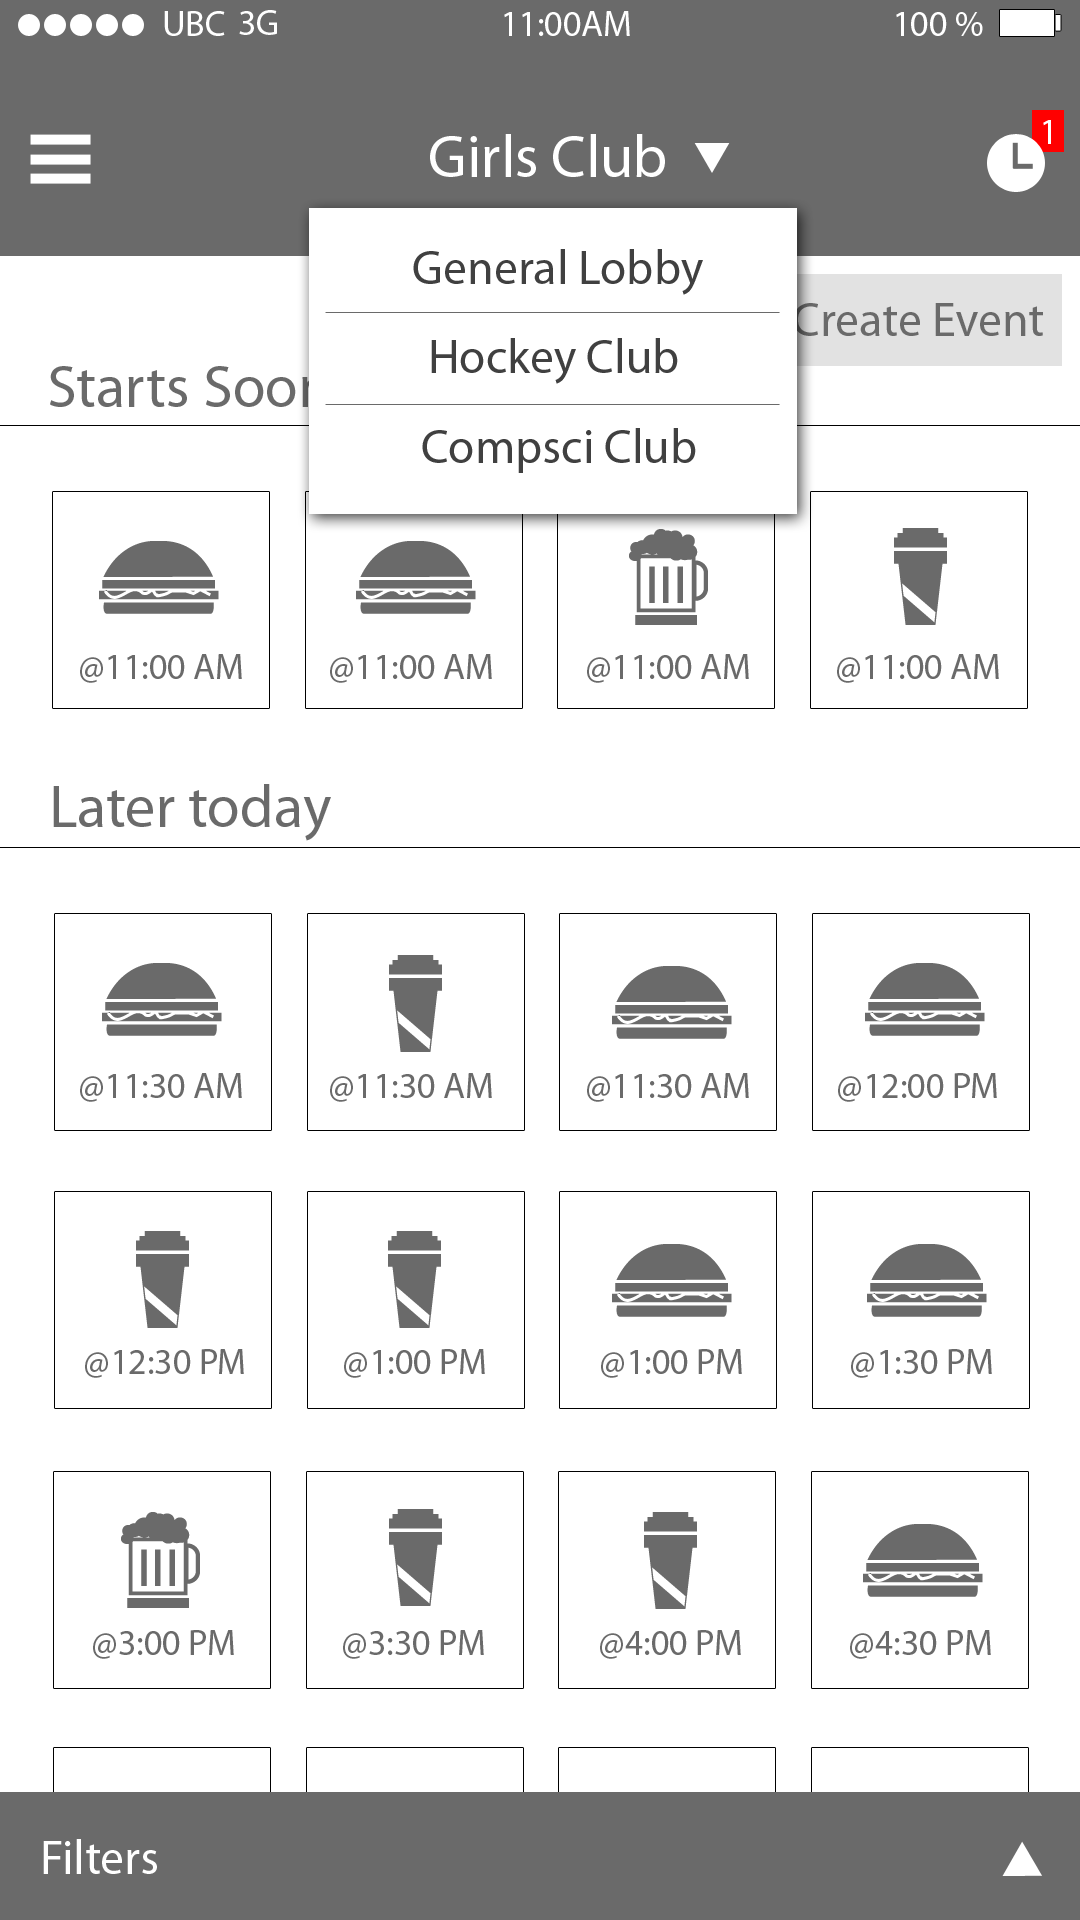 UBC 3G 11:00AM 100 %
Girls Club
1
General Lobby
Create Event
Hockey Club
Starts Soon
Compsci Club
@11:00 AM @11:00 AM @11:00 AM @11:00 AM
Later today
@11:30 AM @11:30 AM @11:30 AM @12:00 PM
@12:30 PM @1:00 PM @1:00 PM @1:30 PM
@3:00 PM @3:30 PM @4:00 PM @4:30 PM
Filters